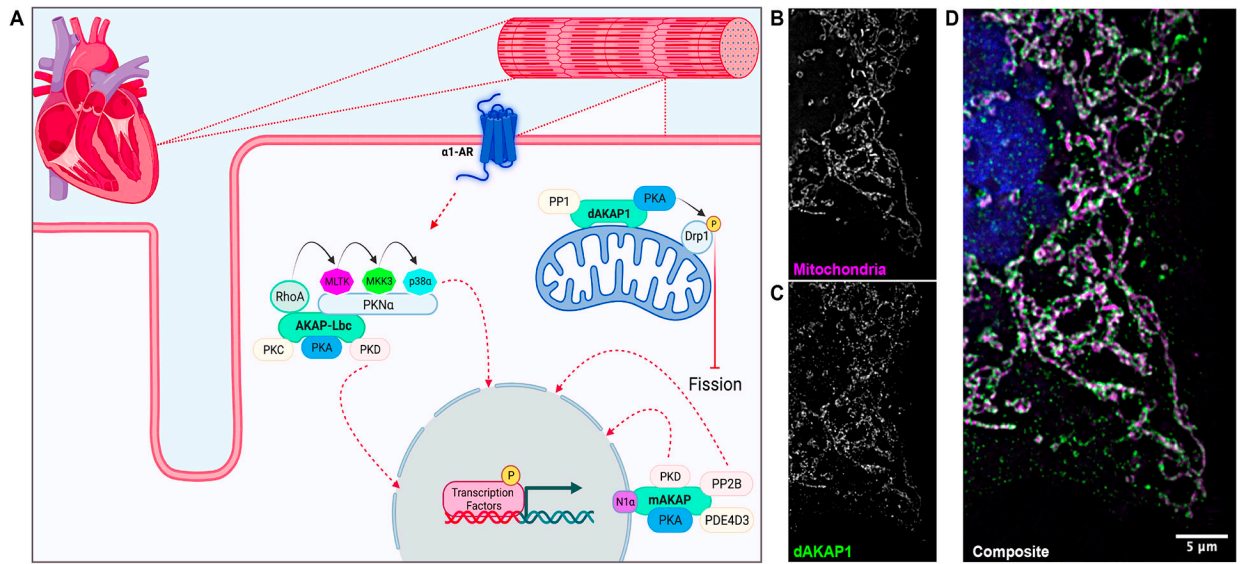 A
α1-AR
PP1
dAKAP1
PKA
P
Drp1
MLTK
MKK3
p38α
RhoA
PKNα
AKAP-Lbc
PKC
PKA
PKD
Fission
P
Transcription
Factors
PKD
PP2B
N1α
mAKAP
PKA
PDE4D3
B
Mitochondria
C
dAKAP1
D
Composite
5 μm